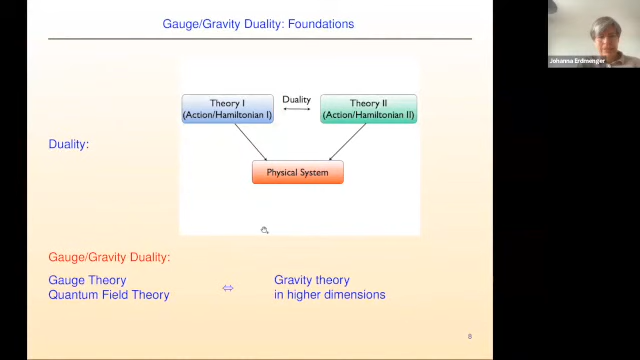 Gauge/Gravity Duality: Foundations
Johanna Erdmenger
Duality
Theory I
(Action/Hamiltonian I)
Theory II
(Action/Hamiltonian II)
Duality:
Physical System
Gauge/Gravity Duality:
Gauge Theory
Quantum Field Theory
⇔
Gravity theory
in higher dimensions
8